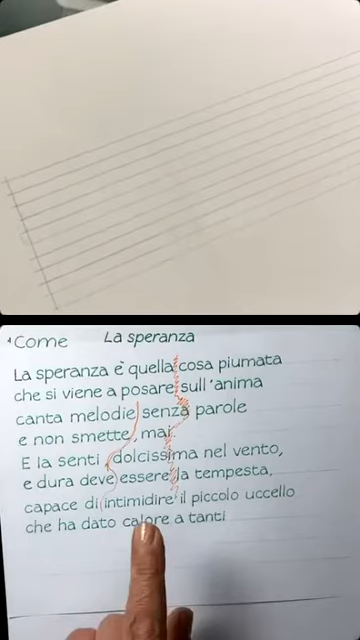 Come La speranza
La speranza è quella cosa piumata
che si viene a posare sull'anima
canta melodie senza parole
e non smette, mai
E la senti dolcissima nel vento,
e dura deve essere la tempesta,
capace di intimidire il piccolo uccello
che ha dato calore a tanti